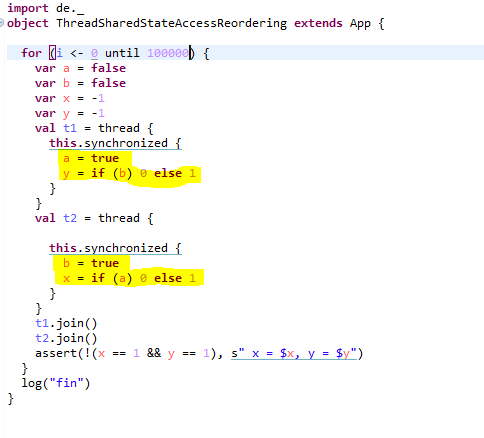 import de._
object ThreadSharedStateAccessReordering extends App {
for (i <- 0 until 100000) {
var a = false
var b = false
var x = -1
var y = -1
val t1 = thread {
this.synchronized {
a = true
y = if (b) 0 else 1
}
}
val t2 = thread {
this.synchronized {
b = true
x = if (a) 0 else 1
}
}
t1.join()
t2.join()
assert(!(x == 1 && y == 1), s" x = $x, y = $y")
}
log("fin")
}